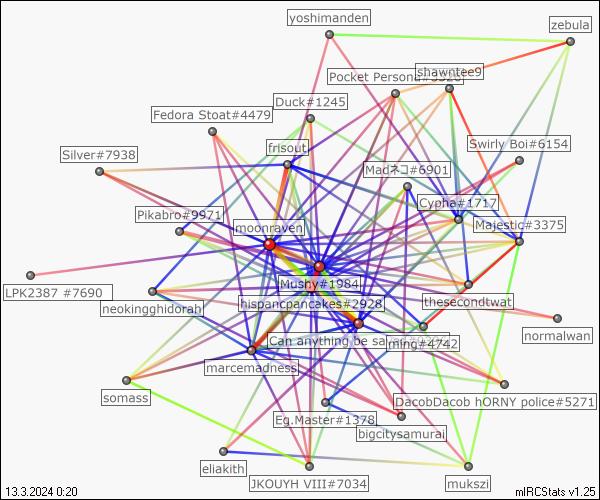 yoshimanden
zebula
Pocket Persona#
shawntee9
Duck#1245
Fedora Stoat#4479
Swirly Boi#6154
frisout
Silver#7938
Madネコ#6901
Cypha#1717
Pikabro#9971
Majestic#3375
moonraven
Mushy#1984
LPK2387 #7690
hispancpancakes#2928
thesecondtwat
neokingghidorah
normalwan
Can anything be
ming#4742
marcemadness
somass
DacobDacob hORNY police#5271
Eg.Master#1378
bigcitysamurai
eliakith
JKOUYH VIII#7034
mukszi
13.3.2024 0:20
mIRCStats v1.25